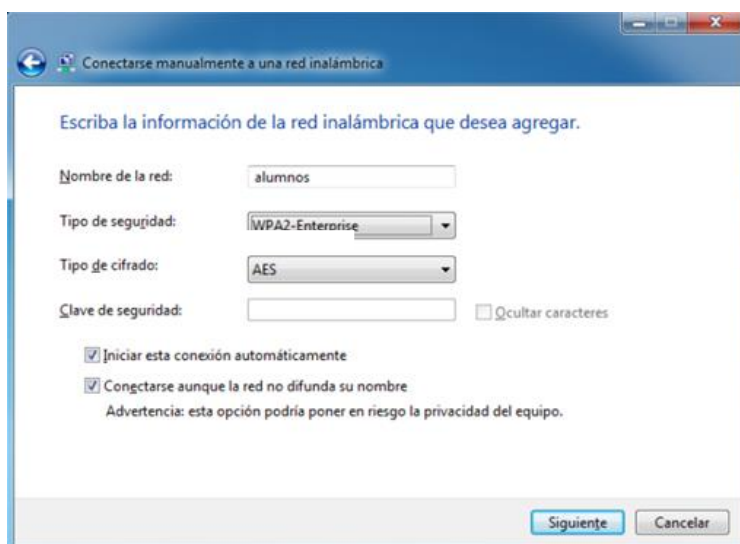 Conectarse manualmente a una red inalámbrica
Escriba la información de la red inalámbrica que desea agregar.
Nombre de la red: alumnos
Tipo de seguridad: WPA2-Enterprise
Tipo de cifrado: AES
Clave de seguridad: Ocultar caracteres
Iniciar esta conexión automáticamente
Conectarse aunque la red no difunda su nombre
Advertencia: esta opción podría poner en riesgo la privacidad del equipo.
Siguiente Cancelar